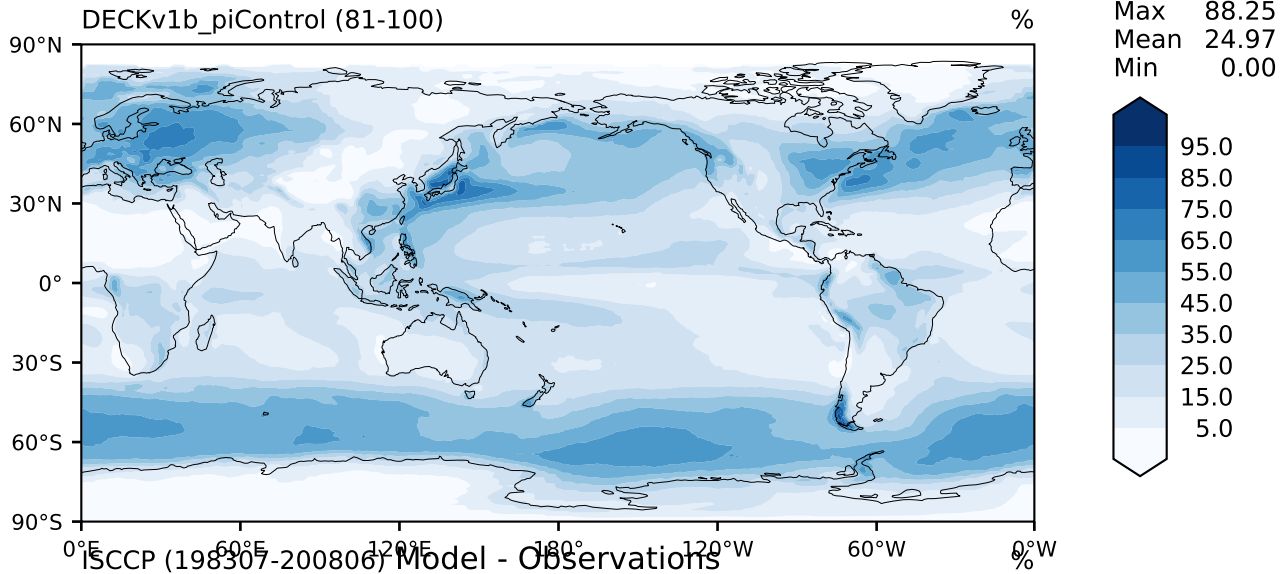 DECKv1b_piControl (81-100) %
Max 88.25
Mean 24.97
Min 0.00
90°N
60°N
30°N
0°
30°S
60°S
90°S
95.0
85.0
75.0
65.0
55.0
45.0
35.0
25.0
15.0
5.0
0°E 60°E 120°E 180° 120°W 60°W 0°W
ISCCP (198307-200806) Model - Observations %